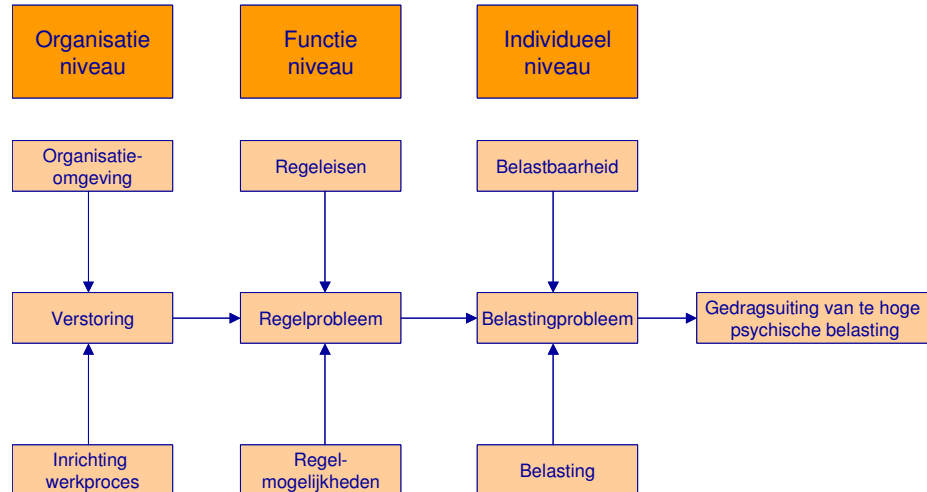 Organisatie
niveau
Functie
niveau
Individueel
niveau
Organisatie-
omgeving
Regeleisen
Belastbaarheid
Verstoring
Regelprobleem
Belastingprobleem
Gedragsuiting van te hoge
psychische belasting
Inrichting
werkproces
Regel-
mogelijkheden
Belasting